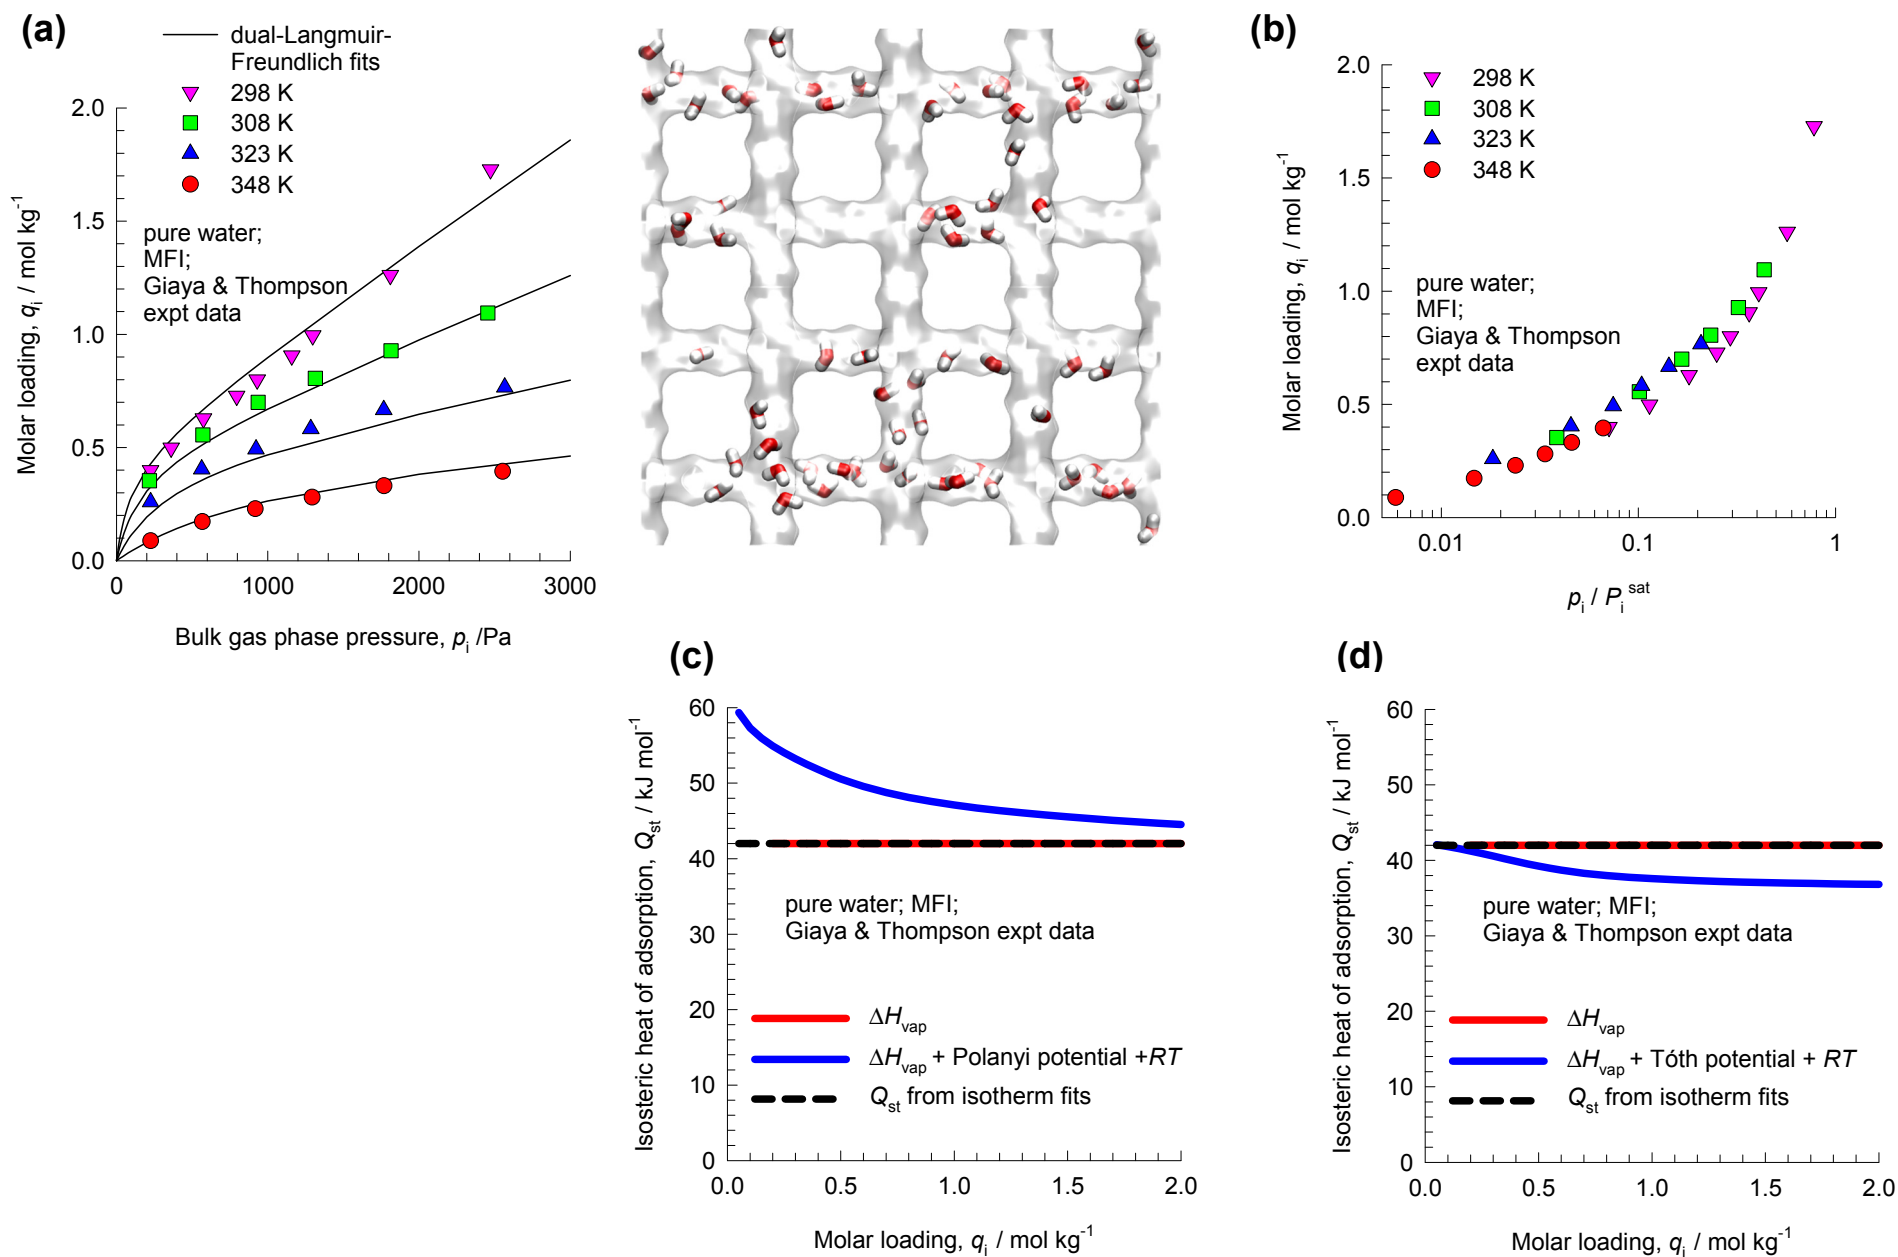 (a)
dual-Langmuir-
Freundlich fits
298 K
308 K
323 K
348 K
pure water;
MFI;
Giaya & Thompson
expt data
2.0
1.5
1.0
0.5
0.0
0
1000
2000
3000
Molar loading, qᵢ / mol kg⁻¹
Bulk gas phase pressure, pᵢ /Pa
(b)
298 K
308 K
323 K
348 K
pure water;
MFI;
Giaya & Thompson
expt data
2.0
1.5
1.0
0.5
0.0
0.01
0.1
1
Molar loading, qᵢ / mol kg⁻¹
pᵢ / Pᵢ ˢᵃᵗ
(c)
60
50
40
30
20
10
0
pure water; MFI;
Giaya & Thompson expt data
ΔHvap
ΔHvap + Polanyi potential +RT
Qst from isotherm fits
0.0
0.5
1.0
1.5
2.0
Isosteric heat of adsorption, Qst / kJ mol⁻¹
Molar loading, qᵢ / mol kg⁻¹
(d)
60
50
40
30
20
10
0
pure water; MFI;
Giaya & Thompson expt data
ΔHvap
ΔHvap + Tóth potential + RT
Qst from isotherm fits
0.0
0.5
1.0
1.5
2.0
Isosteric heat of adsorption, Qst / kJ mol⁻¹
Molar loading, qᵢ / mol kg⁻¹